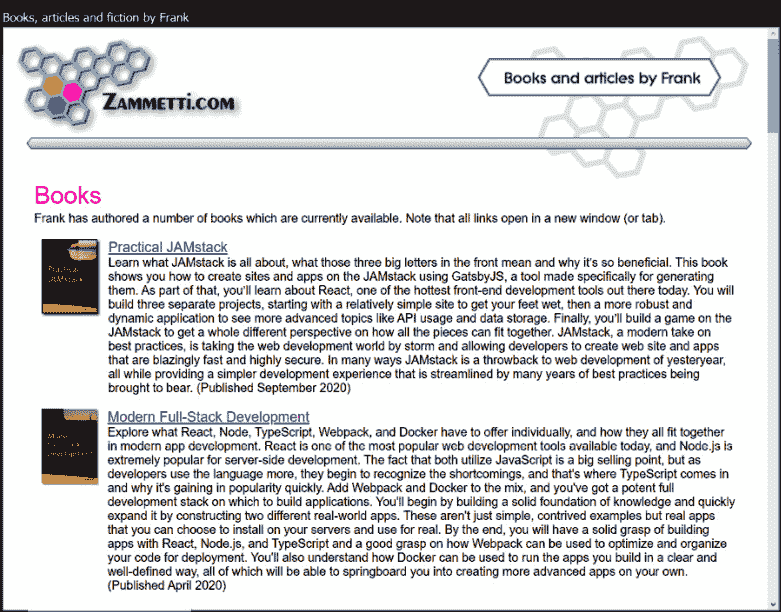 Books, articles and fiction by Frank
ZAMMETTI.COM
Books and articles by Frank
Books
Frank has authored a number of books which are currently available. Note that all links open in a new window (or tab).
Practical JAMstack
Learn what JAMstack is all about, what those three big letters in the front mean and why it's so beneficial. This book
shows you how to create sites and apps on the JAMstack using GatsbyJS, a tool made specifically for generating
them. As part of that, you'll learn about React, one of the hottest front-end development tools out there today. You will
build three separate projects, starting with a relatively simple site to get your feet wet, then a more robust and
dynamic application to see more advanced topics like API usage and data storage. Finally, you'll build a game on the
JAMstack to get a whole different perspective on how all the pieces can fit together. JAMstack, a modern take on
best practices, is taking the web development world by storm and allowing developers to create web site and apps
that are blazingly fast and highly secure. In many ways JAMstack is a throwback to web development of yesteryear,
all while providing a simpler development experience that is streamlined by many years of best practices being
brought to bear. (Published September 2020)
Practical
JAMstack
Modern Full-Stack Development
Explore what React, Node, TypeScript, Webpack, and Docker have to offer individually, and how they all fit together
in modern app development. React is one of the most popular web development tools available today, and Node.js is
extremely popular for server-side development. The fact that both utilize JavaScript is a big selling point, but as
developers use the language more, they begin to recognize the shortcomings, and that's where TypeScript comes in
and why it's gaining in popularity quickly. Add Webpack and Docker to the mix, and you've got a potent full
development stack on which to build applications. You'll begin by building a solid foundation of knowledge and quickly
expand it by constructing two different real-world apps. These aren't just simple, contrived examples but real apps
that you can choose to install on your servers and use for real. By the end, you will have a solid grasp of building
apps with React, Node.js, and TypeScript and a good grasp on how Webpack can be used to optimize and organize
your code for deployment. You'll also understand how Docker can be used to run the apps you build in a clear and
well-defined way, all of which will be able to springboard you into creating more advanced apps on your own.
(Published April 2020)